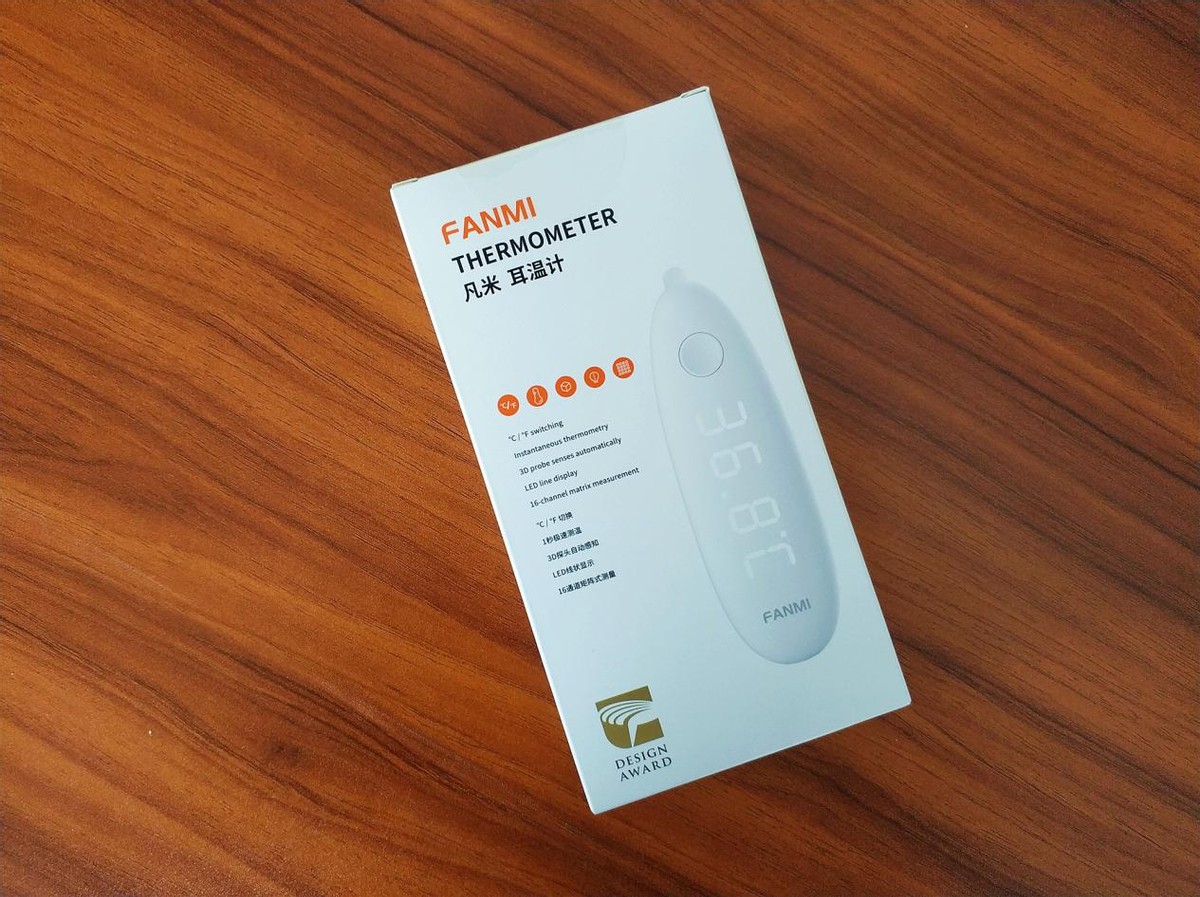 FANMI
THERMOMETER
凡米 耳温计
°C/°F
°C / °F switching
Instantaneous thermometry
3D probe senses automatically
LED line display
16-channel matrix measurement
°C / °F 切换
1秒极速测温
3D探头自动感知
LED线状显示
16通道矩阵式测量
36.8℃
FANMI
DESIGN
AWARD